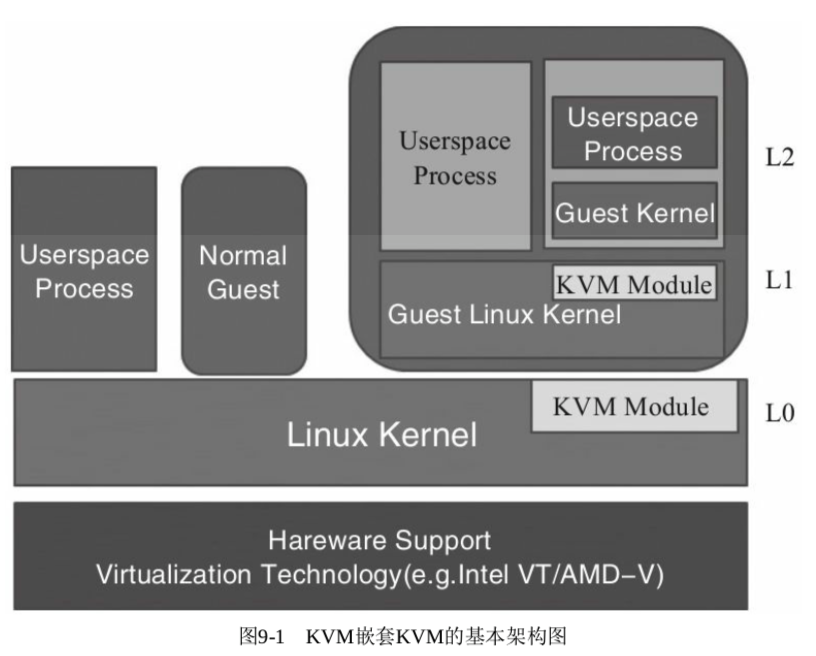 Userspace
Process
Userspace
Process
Guest Kernel
L2
Userspace
Process
Normal
Guest
KVM Module
Guest Linux Kernel
L1
KVM Module
Linux Kernel
L0
Hareware Support
Virtualization Technology(e.g.Intel VT/AMD–V)
图9-1 KVM嵌套KVM的基本架构图